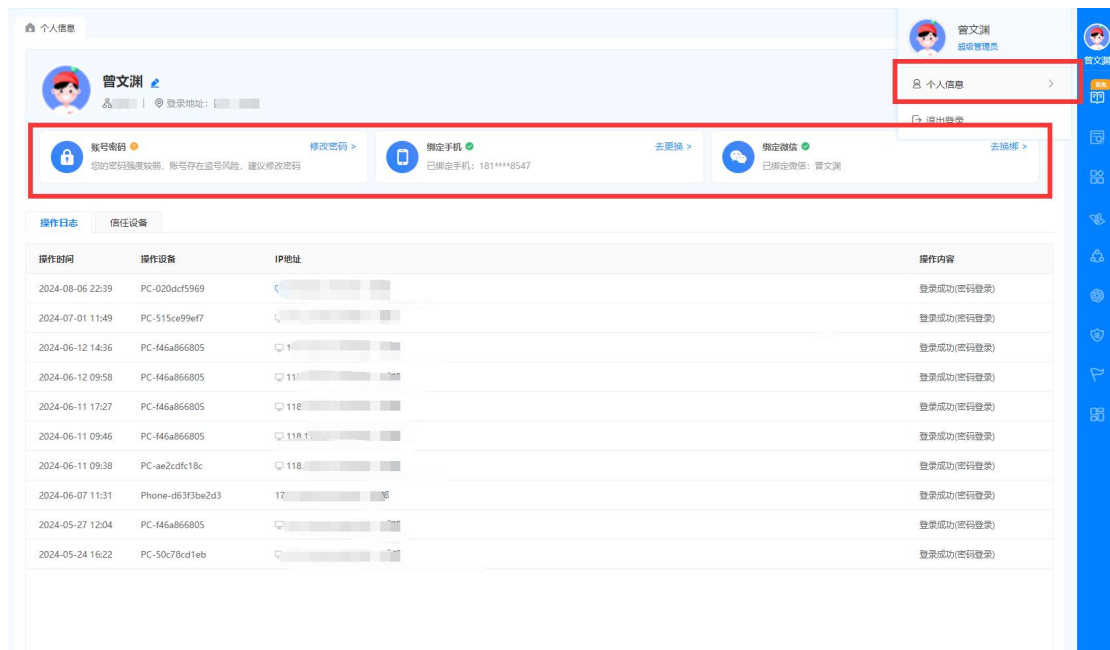 个人信息
曾文渊
超级管理员
曾文渊
曾文渊
登录地址：
个人信息
退出登录
账号密码
修改密码 >
您的密码强度较弱，账号存在盗号风险，建议修改密码
绑定手机
去更换 >
已绑定手机：181****8547
绑定微信
去换绑 >
已绑定微信：曾文渊
操作日志 信任设备
操作时间 操作设备 IP地址 操作内容
2024-08-06 22:39 PC-020dcf5969 登录成功(密码登录)
2024-07-01 11:49 PC-515ce99ef7 登录成功(密码登录)
2024-06-12 14:36 PC-f46a866805 1 登录成功(密码登录)
2024-06-12 09:58 PC-f46a866805 11 登录成功(密码登录)
2024-06-11 17:27 PC-f46a866805 118 登录成功(密码登录)
2024-06-11 09:46 PC-f46a866805 118.1 登录成功(密码登录)
2024-06-11 09:38 PC-ae2cdfc18c 118. 登录成功(密码登录)
2024-06-07 11:31 Phone-d63f3be2d3 17 登录成功(密码登录)
2024-05-27 12:04 PC-f46a866805 登录成功(密码登录)
2024-05-24 16:22 PC-50c78cd1eb 登录成功(密码登录)